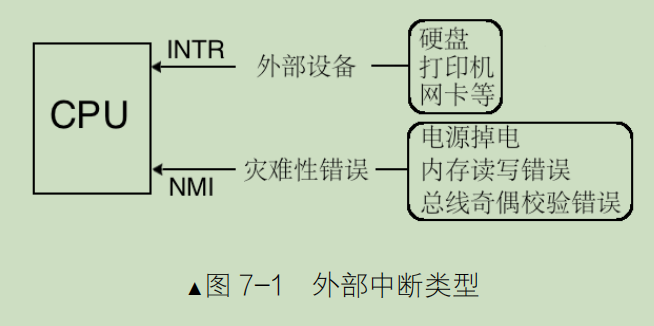 INTR
外部设备
硬盘
打印机
网卡等
CPU
电源掉电
灾难性错误
内存读写错误
NMI
总线奇偶校验错误
▲图 7-1 外部中断类型